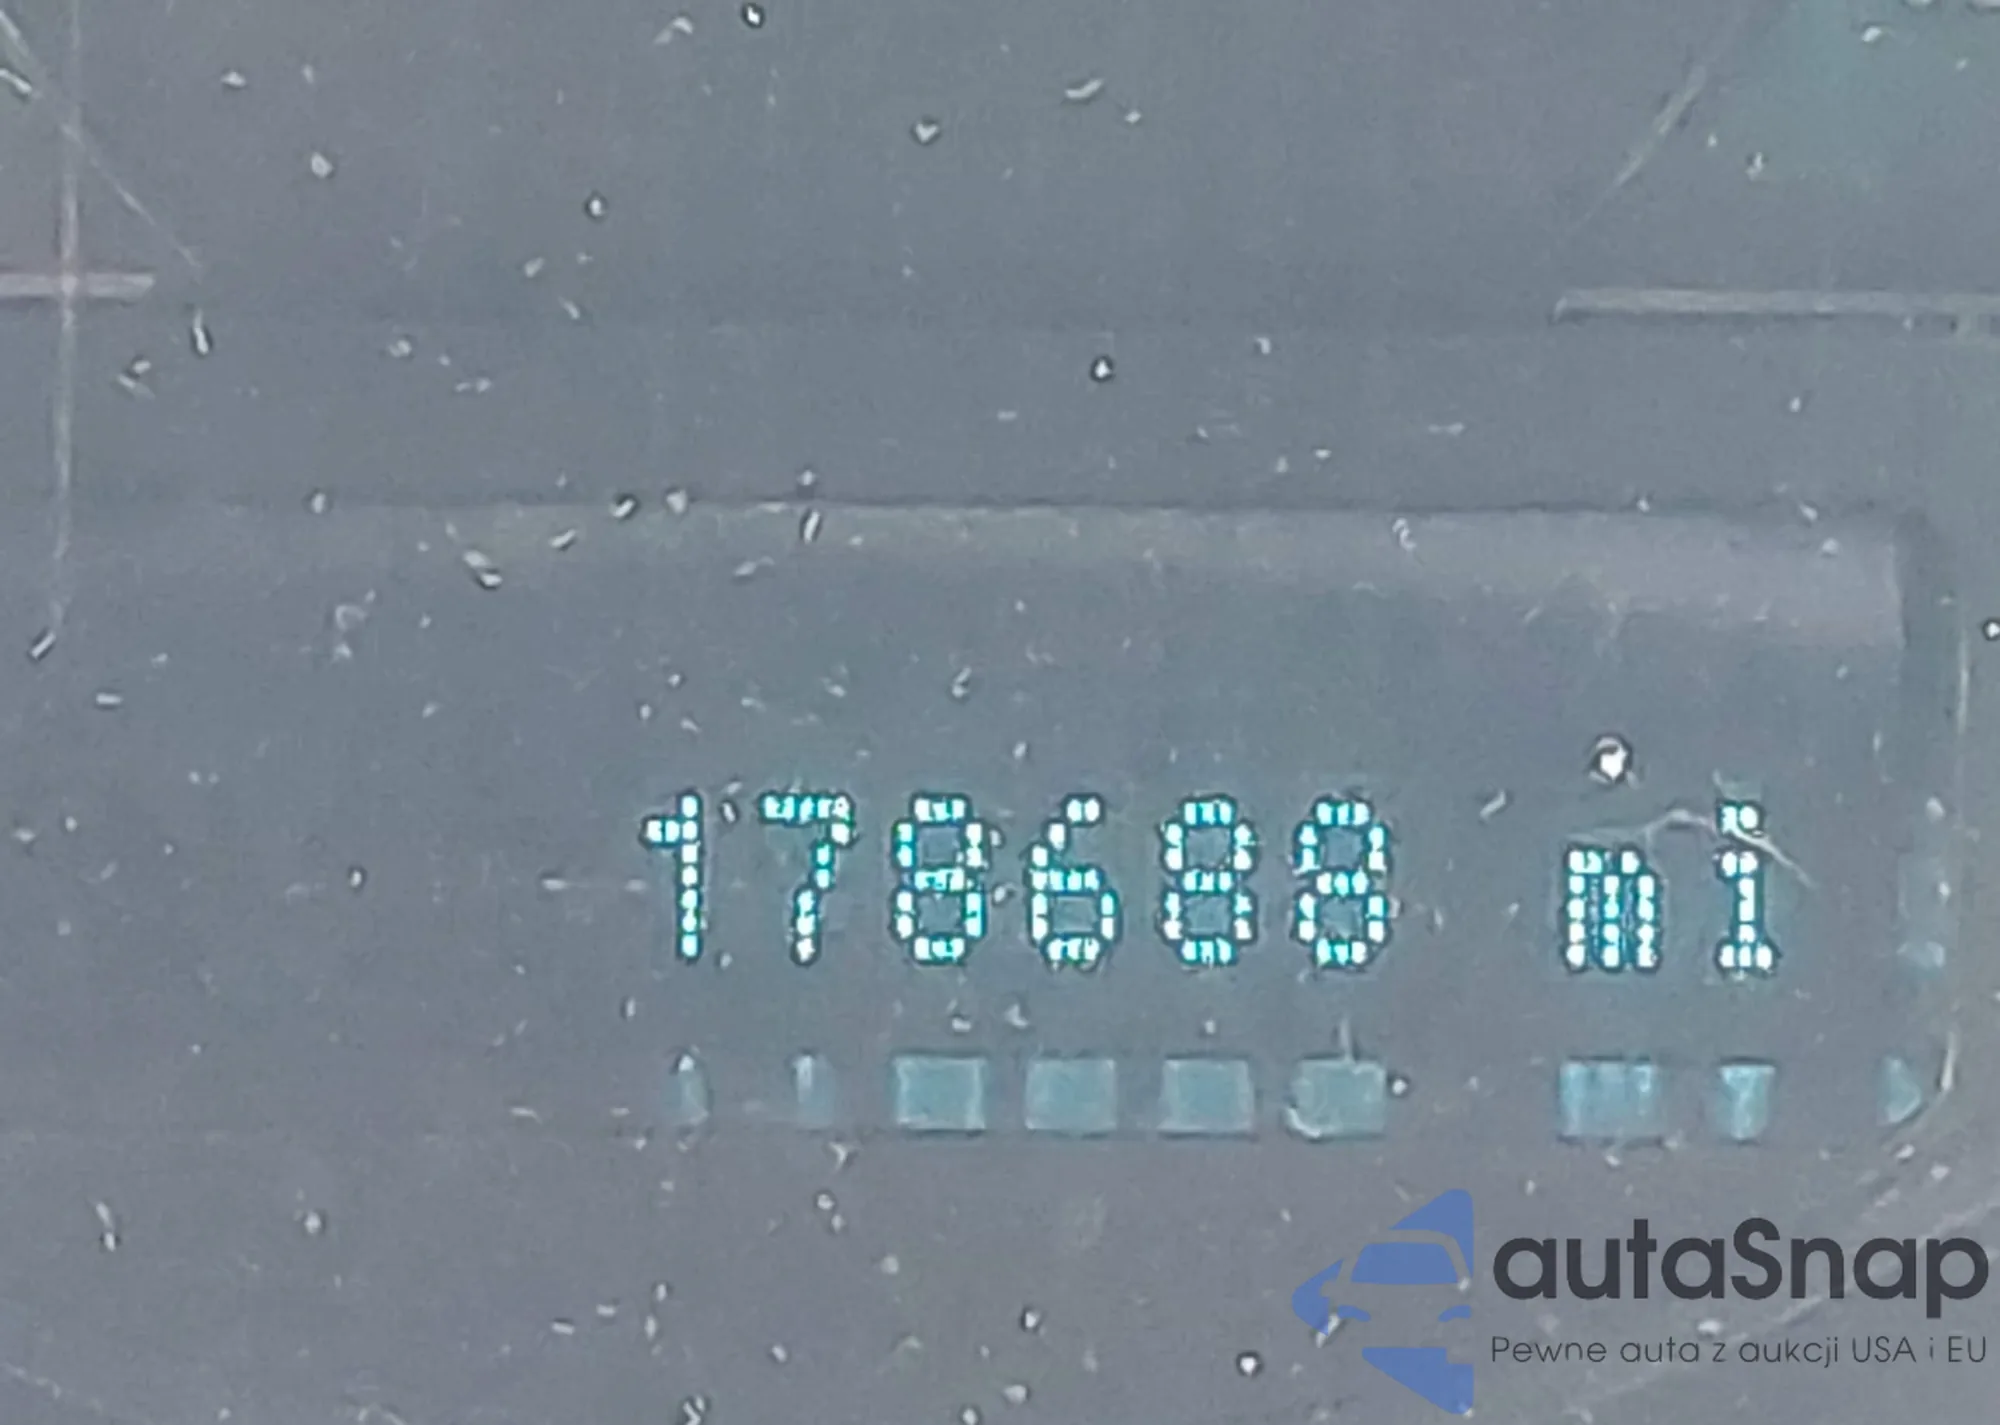 178688 mi
autaSnap
Pewne auta z aukcji USA i EU